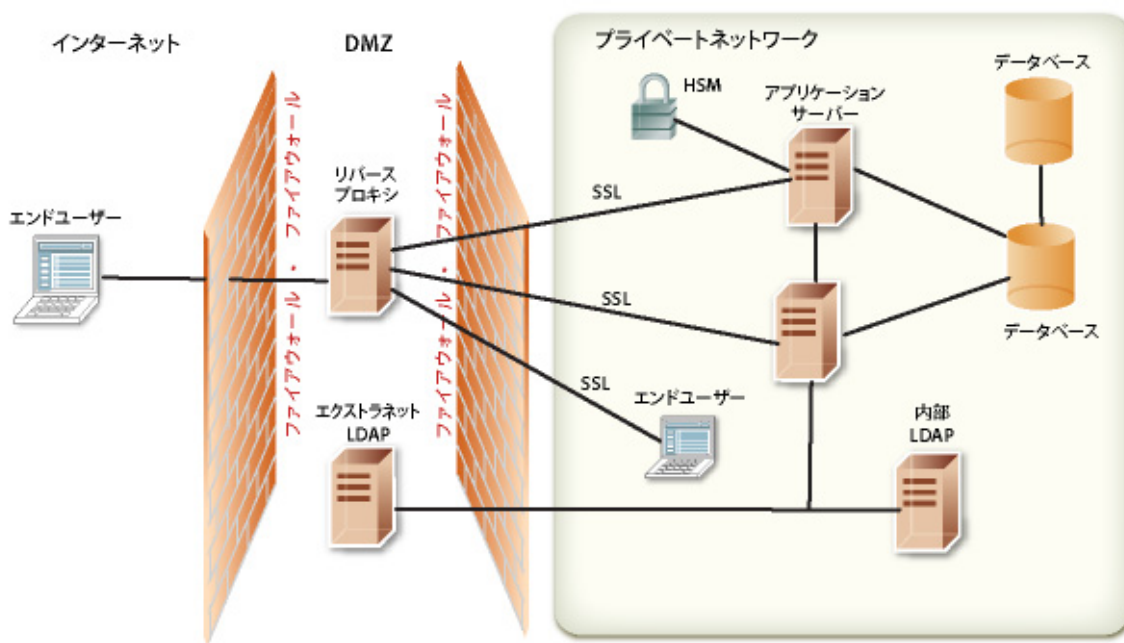 インターネット
DMZ
プライベートネットワーク
データベース
HSM
アプリケーション
サーバー
ファイアウォール ・ ファイアウォール
リバース
プロキシ
ファイアウォール ・ ファイアウォール
SSL
エンドユーザー
SSL
データベース
SSL
エンドユーザー
エクストラネット
LDAP
内部
LDAP